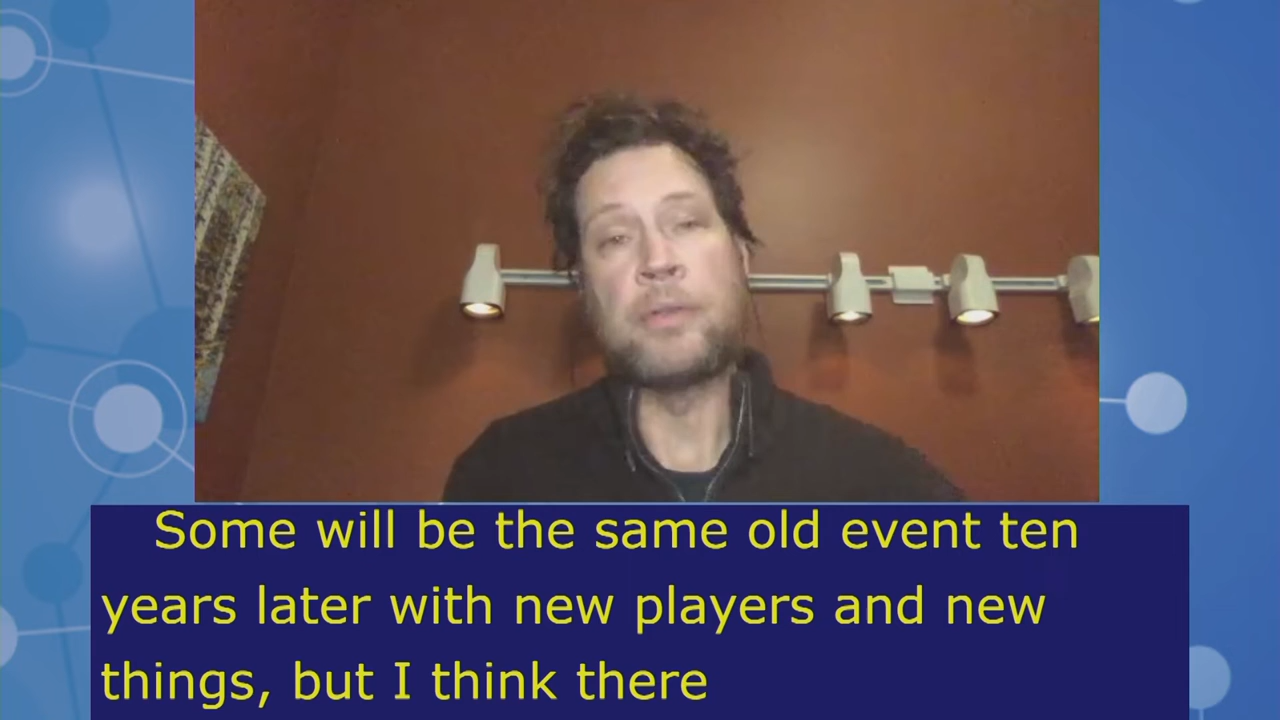 Some will be the same old event ten
years later with new players and new
things, but I think there